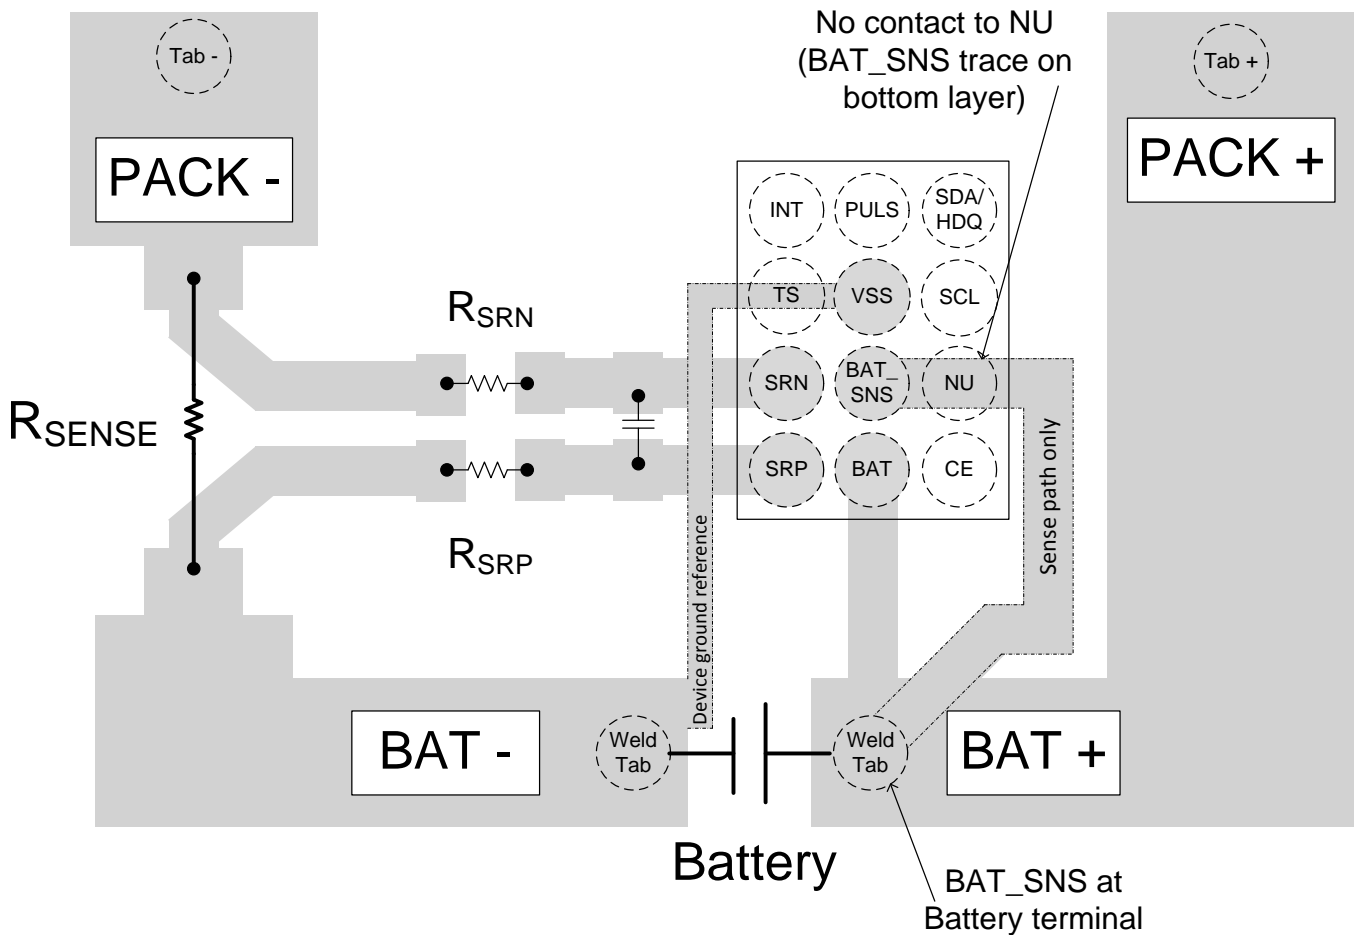 No contact to NU
(BAT_SNS trace on
bottom layer)
Tab -
Tab +
PACK -
PACK +
INT
PULS
SDA/
HDQ
TS
VSS
SCL
RSRN
SRN
BAT_
SNS
NU
RSENSE
SRP
BAT
CE
RSRP
Device ground reference
Sense path only
BAT -
Weld
Tab
Weld
Tab
BAT +
Battery
BAT_SNS at
Battery terminal